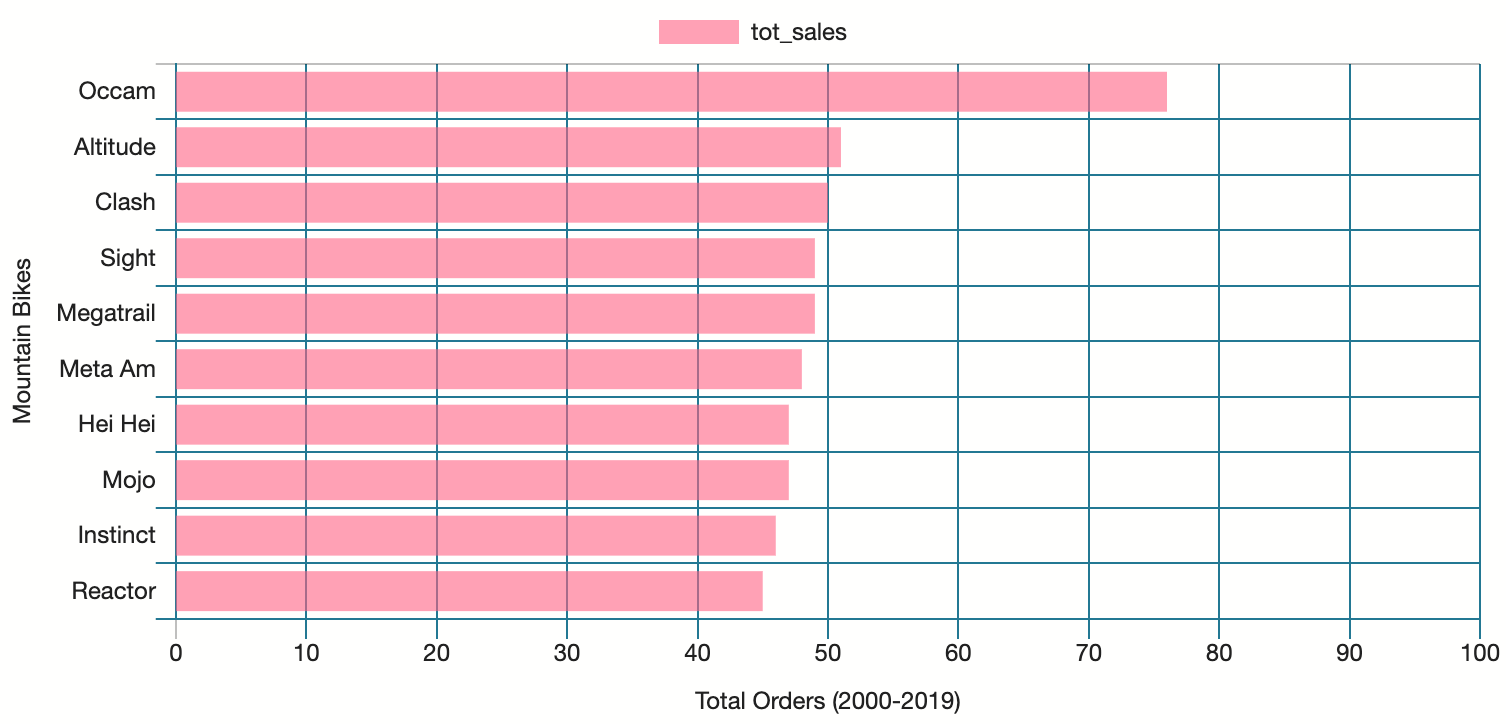 tot_sales
Mountain Bikes
Occam
Altitude
Clash
Sight
Megatrail
Meta Am
Hei Hei
Mojo
Instinct
Reactor
0 10 20 30 40 50 60 70 80 90 100
Total Orders (2000-2019)